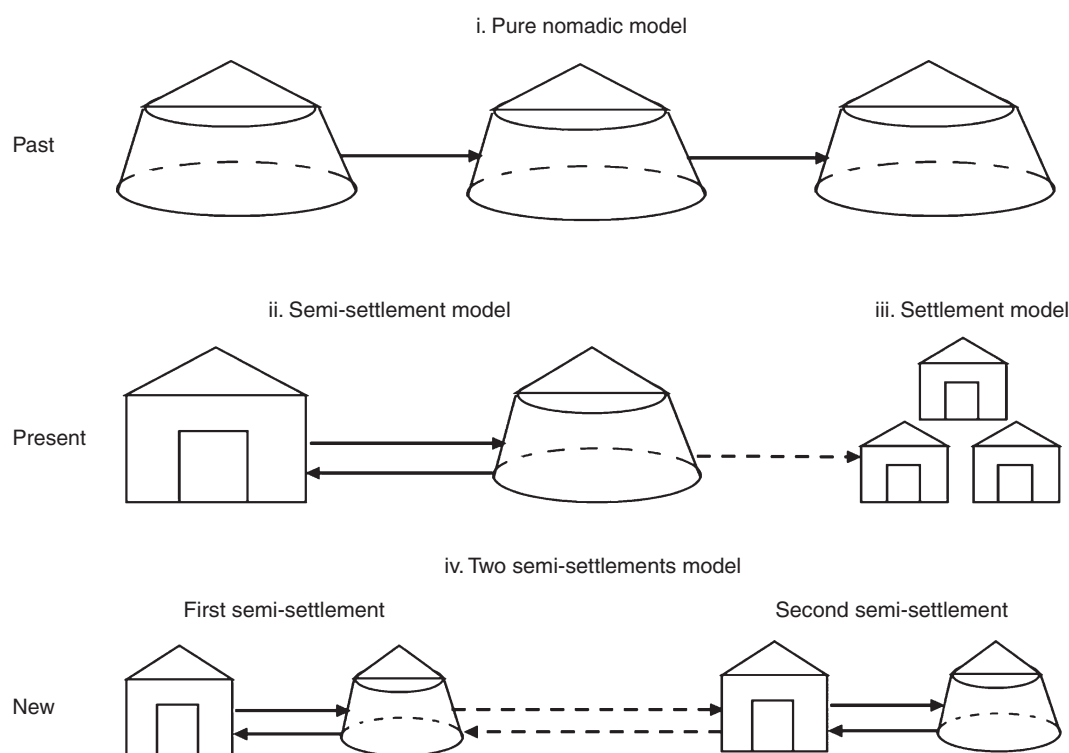 i. Pure nomadic model
Past
ii. Semi-settlement model
iii. Settlement model
Present
iv. Two semi-settlements model
First semi-settlement
Second semi-settlement
New